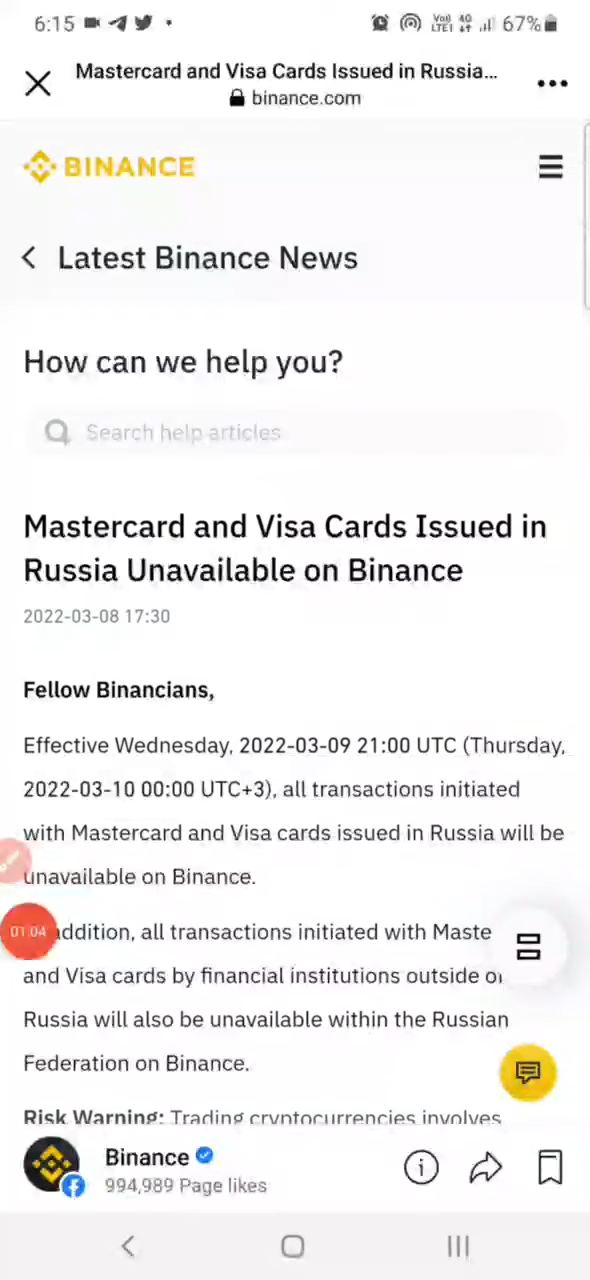 6:15
Vo) 4G
LTE1
67%
Mastercard and Visa Cards Issued in Russia...
binance.com
BINANCE
Latest Binance News
How can we help you?
Search help articles
Mastercard and Visa Cards Issued in
Russia Unavailable on Binance
2022-03-08 17:30
Fellow Binancians,
Effective Wednesday, 2022-03-09 21:00 UTC (Thursday,
2022-03-10 00:00 UTC+3), all transactions initiated
with Mastercard and Visa cards issued in Russia will be
unavailable on Binance.
01:04
addition, all transactions initiated with Maste
and Visa cards by financial institutions outside of
Russia will also be unavailable within the Russian
Federation on Binance.
Risk Warning: Trading cryptocurrencies involves
Binance
994,989 Page likes